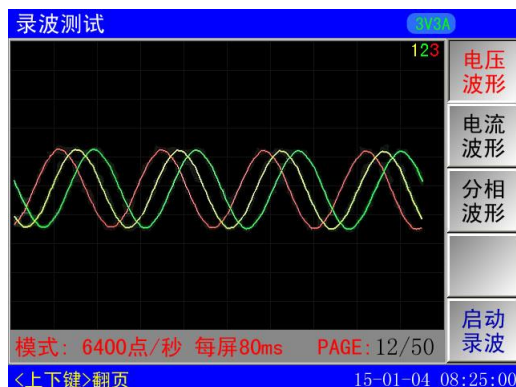 录波测试 3V3A
123
电压
波形
电流
波形
分相
波形
启动
录波
模式: 6400点/秒 每屏80ms PAGE:12/50
<上下键>翻页 15-01-04 08:25:00